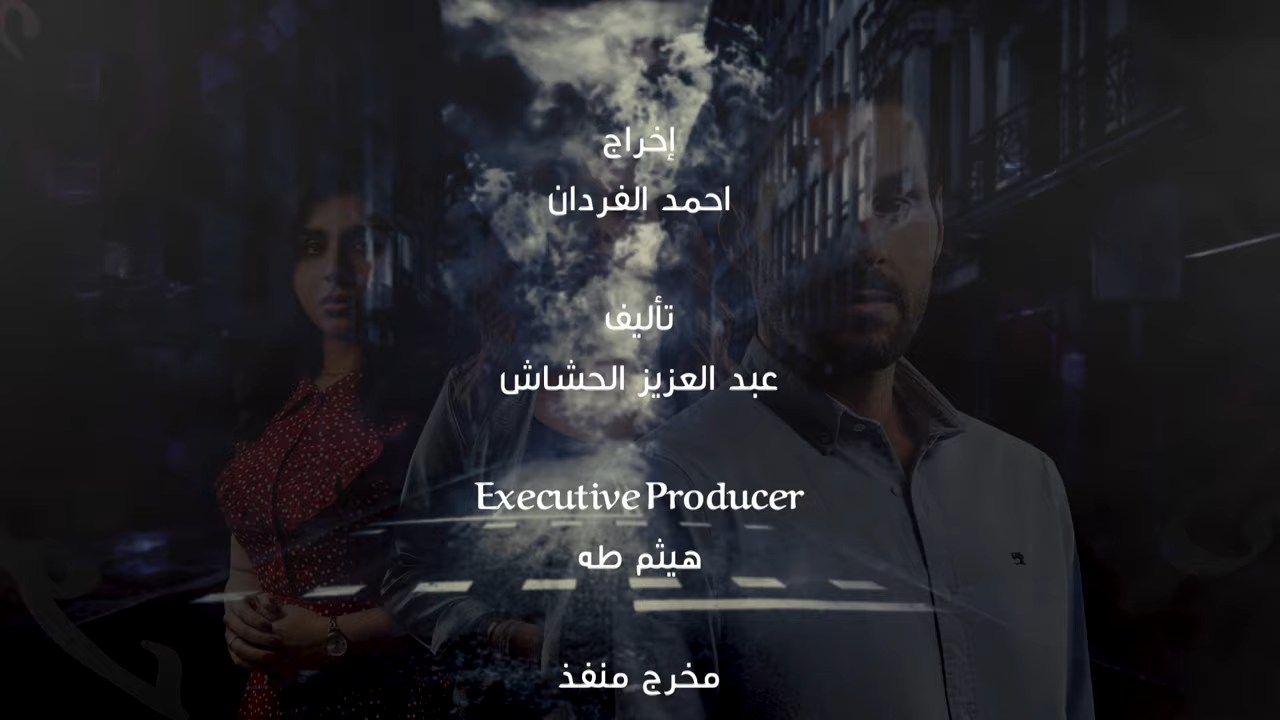 إخراج
احمد الفردان
تأليف
عبد العزيز الحشاش
Executive Producer
هيثم طه
مخرج منفذ